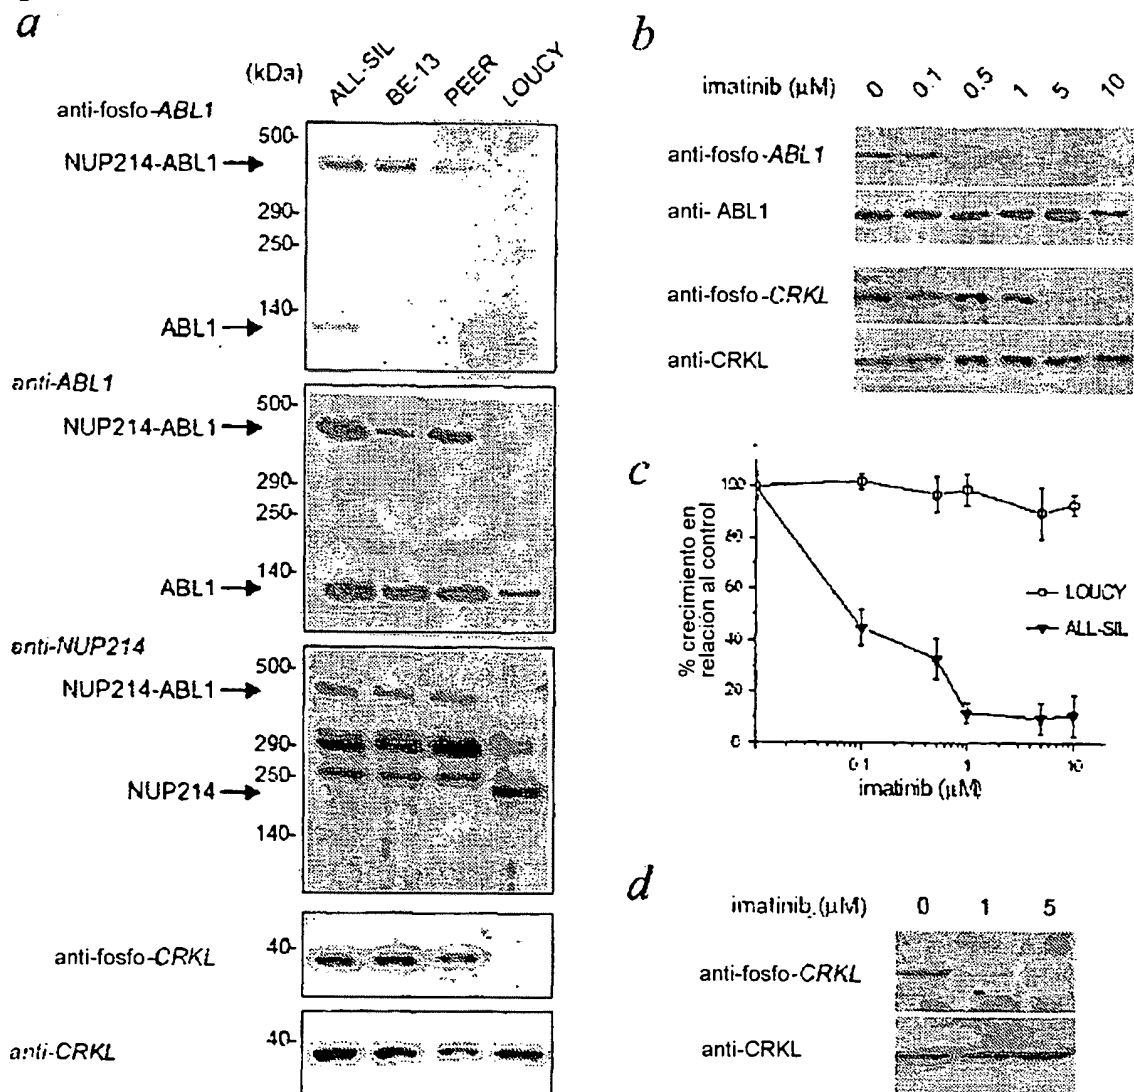 a
(kDa)
ALL-SIL
BE-13
PEER
LOUCY
anti-fosfo-ABL1
500-
NUP214-ABL1
290-
250-
140-
ABL1
anti-ABL1
500-
NUP214-ABL1
290-
250-
140-
ABL1
anti-NUP214
500-
NUP214-ABL1
290-
250-
NUP214
140-
anti-fosfo-CRKL
40-
anti-CRKL
40-
b
imatinib (µM)
0
0.1
0.5
1
5
10
anti-fosfo-ABL1
anti- ABL1
anti-fosfo-CRKL
anti-CRKL
c
% crecimiento en
relación al control
100
80
60
40
20
0
LOUCY
ALL-SIL
0.1
1
10
imatinib (µM)
d
imatinib. (µM)
0
1
5
anti-fosfo-CRKL
anti-CRKL